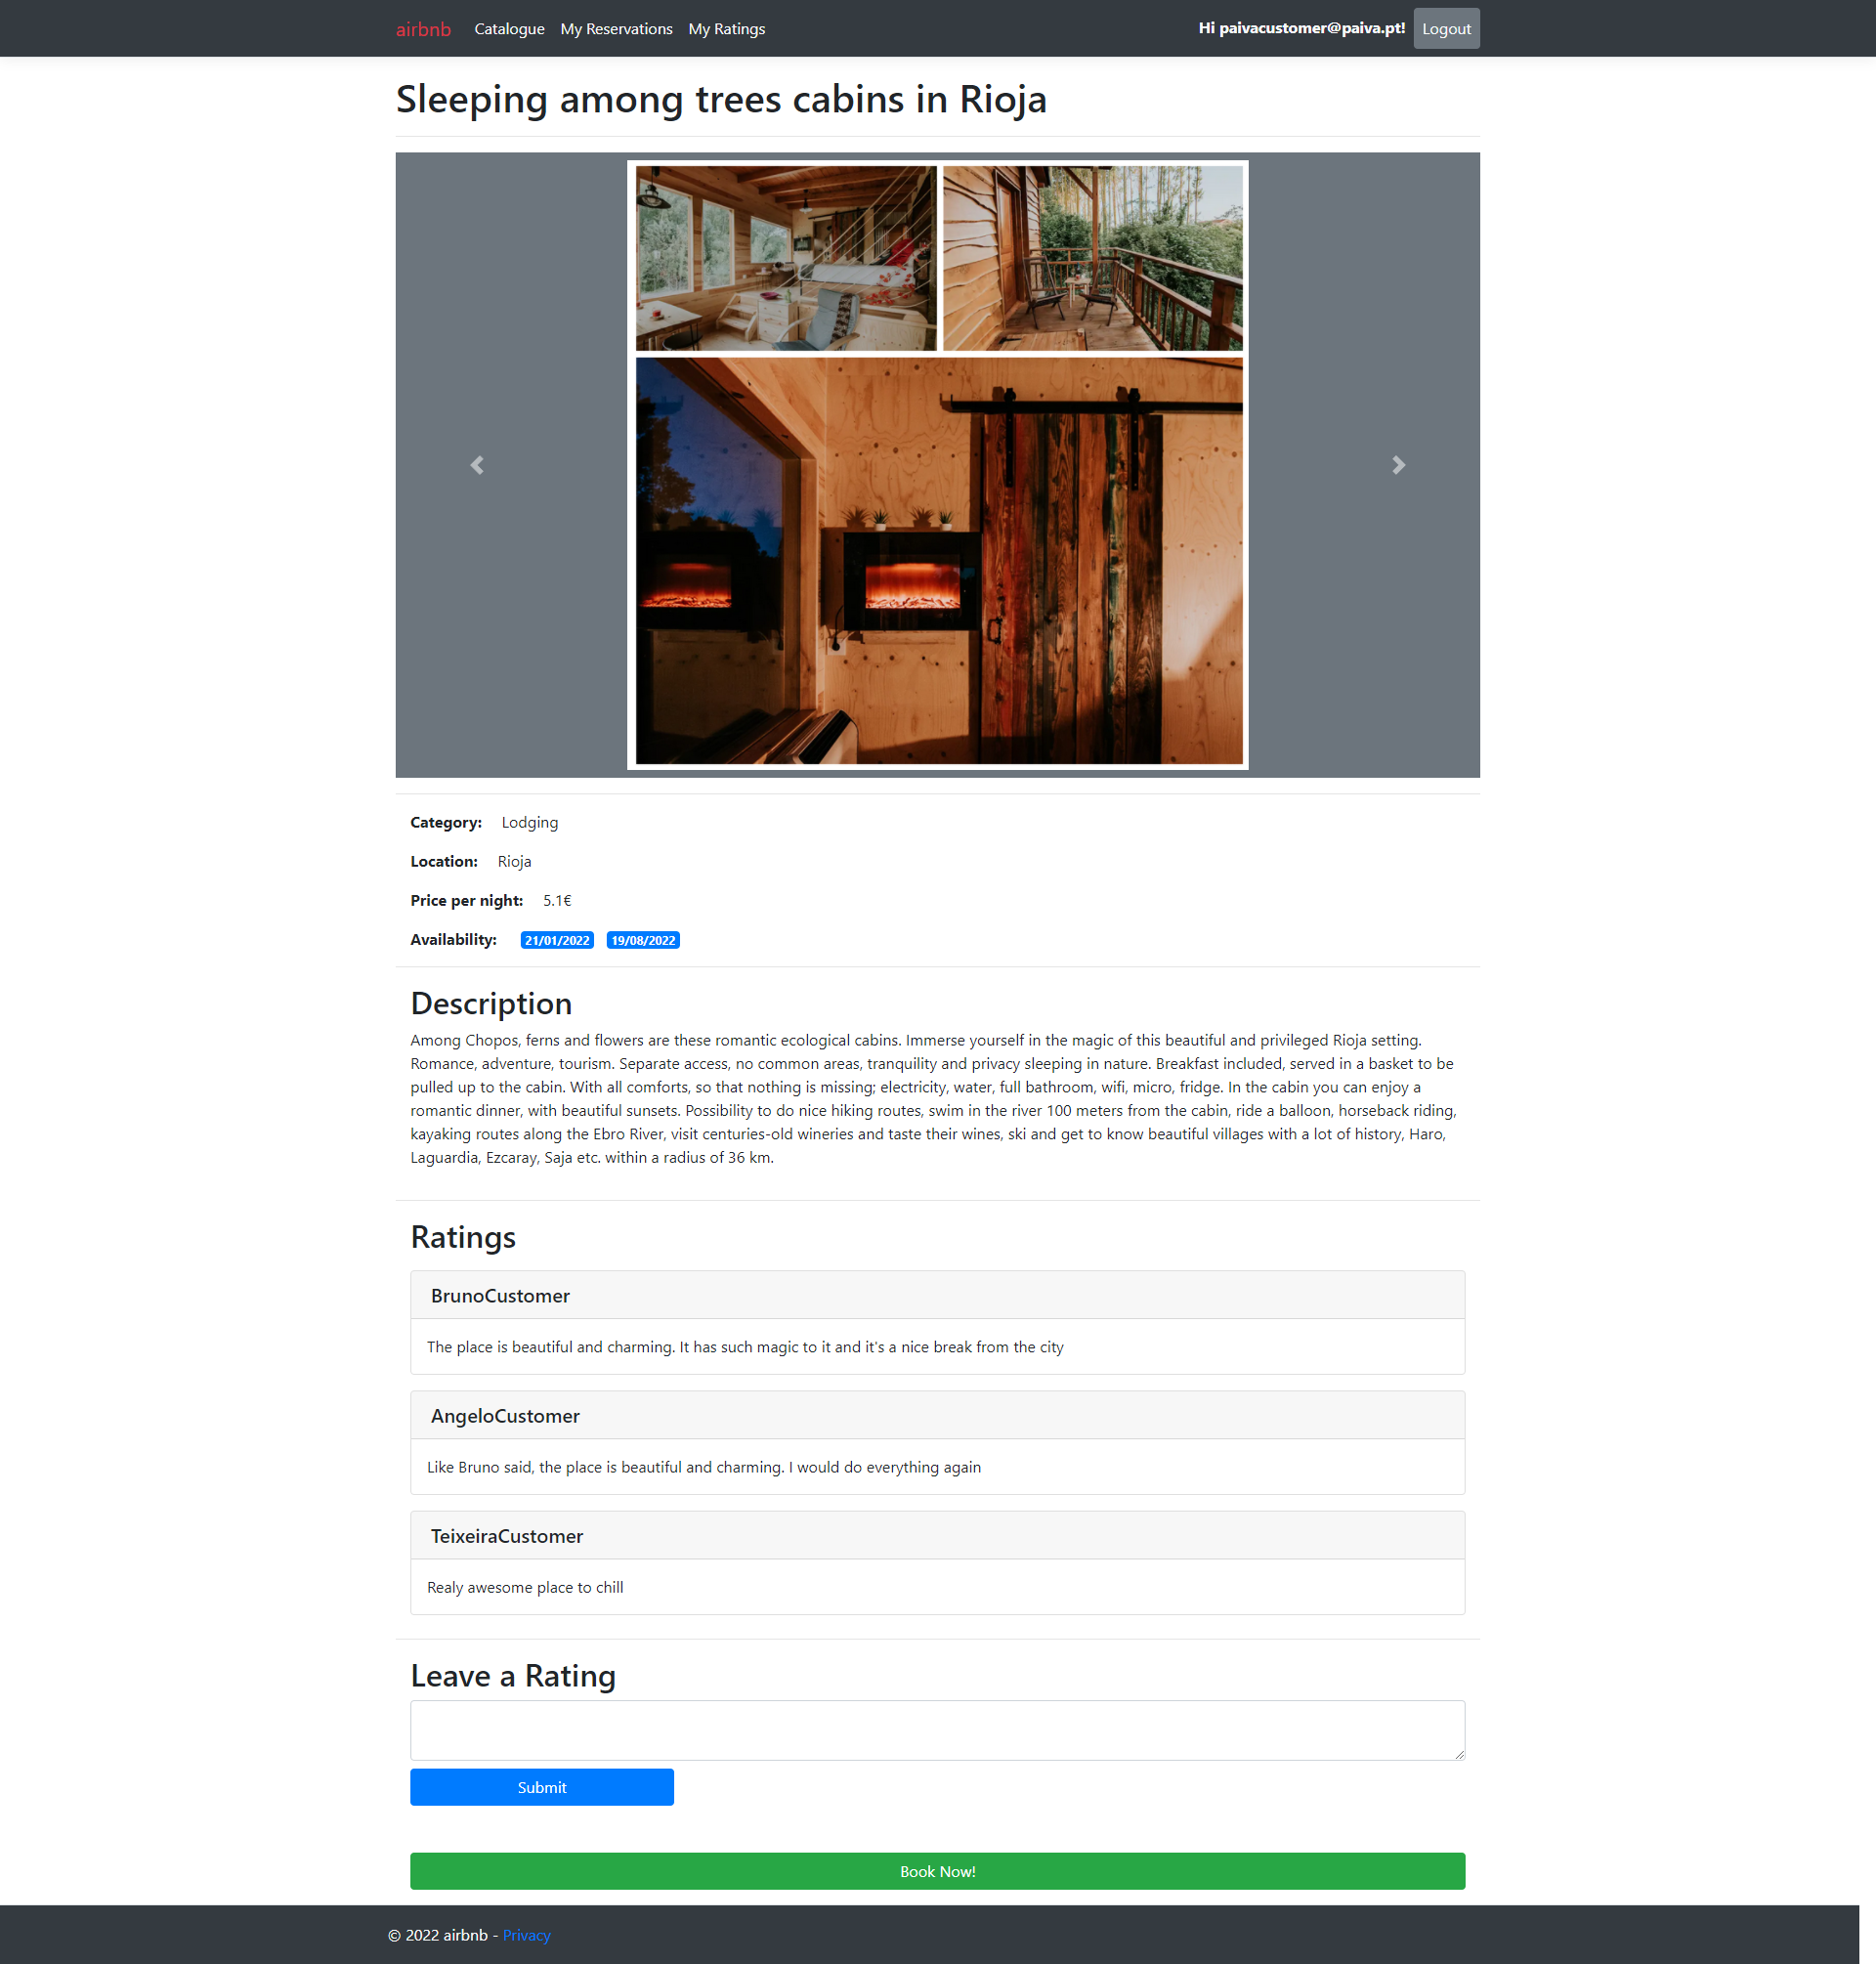 airbnb Catalogue My Reservations My Ratings Hi paivacustomer@paiva.pt! Logout
Sleeping among trees cabins in Rioja
Category: Lodging
Location: Rioja
Price per night: 5.1€
Availability: 21/01/2022 19/08/2022
Description
Among Chopos, ferns and flowers are these romantic ecological cabins. Immerse yourself in the magic of this beautiful and privileged Rioja setting.
Romance, adventure, tourism. Separate access, no common areas, tranquility and privacy sleeping in nature. Breakfast included, served in a basket to be
pulled up to the cabin. With all comforts, so that nothing is missing; electricity, water, full bathroom, wifi, micro, fridge. In the cabin you can enjoy a
romantic dinner, with beautiful sunsets. Possibility to do nice hiking routes, swim in the river 100 meters from the cabin, ride a balloon, horseback riding,
kayaking routes along the Ebro River, visit centuries-old wineries and taste their wines, ski and get to know beautiful villages with a lot of history, Haro,
Laguardia, Ezcaray, Saja etc. within a radius of 36 km.
Ratings
BrunoCustomer
The place is beautiful and charming. It has such magic to it and it's a nice break from the city
AngeloCustomer
Like Bruno said, the place is beautiful and charming. I would do everything again
TeixeiraCustomer
Realy awesome place to chill
Leave a Rating
Submit
Book Now!
© 2022 airbnb - Privacy